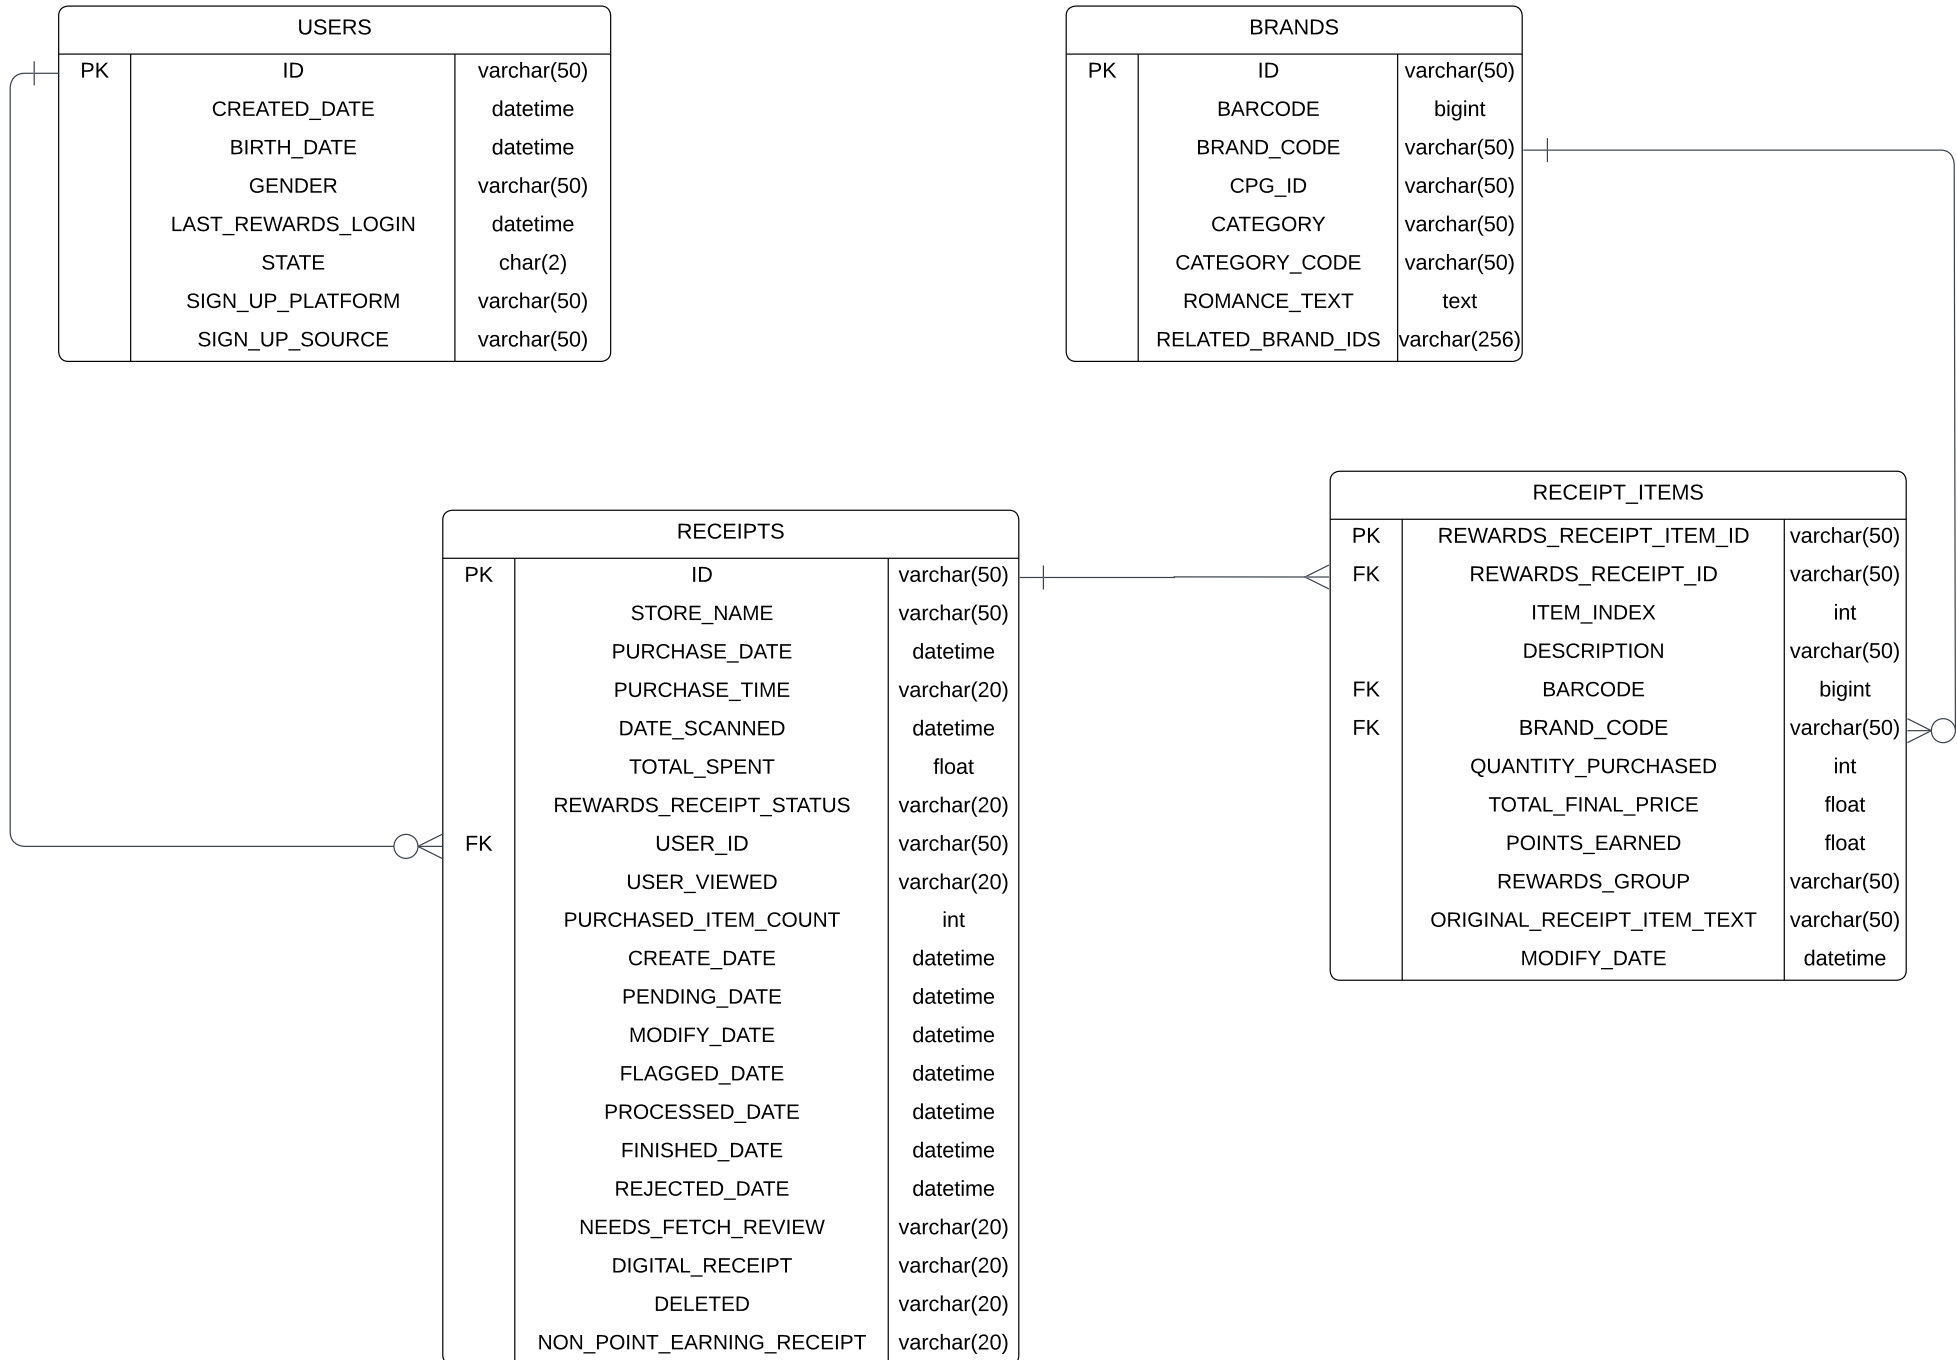 USERS
PK ID varchar(50)
CREATED_DATE datetime
BIRTH_DATE datetime
GENDER varchar(50)
LAST_REWARDS_LOGIN datetime
STATE char(2)
SIGN_UP_PLATFORM varchar(50)
SIGN_UP_SOURCE varchar(50)
BRANDS
PK ID varchar(50)
BARCODE bigint
BRAND_CODE varchar(50)
CPG_ID varchar(50)
CATEGORY varchar(50)
CATEGORY_CODE varchar(50)
ROMANCE_TEXT text
RELATED_BRAND_IDS varchar(256)
RECEIPTS
PK ID varchar(50)
STORE_NAME varchar(50)
PURCHASE_DATE datetime
PURCHASE_TIME varchar(20)
DATE_SCANNED datetime
TOTAL_SPENT float
REWARDS_RECEIPT_STATUS varchar(20)
FK USER_ID varchar(50)
USER_VIEWED varchar(20)
PURCHASED_ITEM_COUNT int
CREATE_DATE datetime
PENDING_DATE datetime
MODIFY_DATE datetime
FLAGGED_DATE datetime
PROCESSED_DATE datetime
FINISHED_DATE datetime
REJECTED_DATE datetime
NEEDS_FETCH_REVIEW varchar(20)
DIGITAL_RECEIPT varchar(20)
DELETED varchar(20)
NON_POINT_EARNING_RECEIPT varchar(20)
RECEIPT_ITEMS
PK REWARDS_RECEIPT_ITEM_ID varchar(50)
FK REWARDS_RECEIPT_ID varchar(50)
ITEM_INDEX int
DESCRIPTION varchar(50)
FK BARCODE bigint
FK BRAND_CODE varchar(50)
QUANTITY_PURCHASED int
TOTAL_FINAL_PRICE float
POINTS_EARNED float
REWARDS_GROUP varchar(50)
ORIGINAL_RECEIPT_ITEM_TEXT varchar(50)
MODIFY_DATE datetime